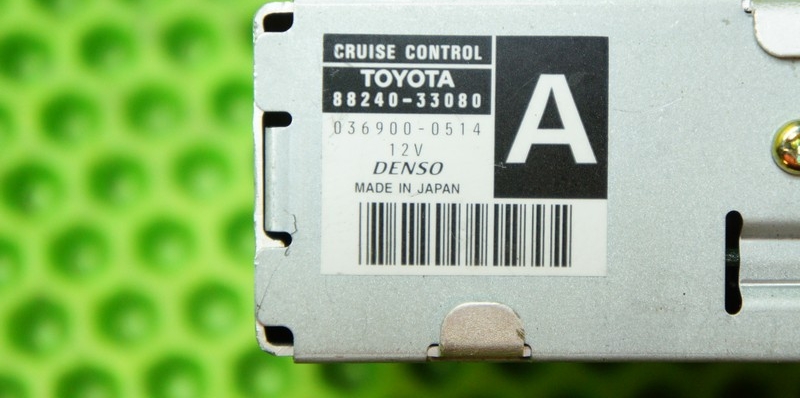 CRUISE CONTROL
TOYOTA
88240-33080
036900-0514
12V
DENSO
MADE IN JAPAN
A